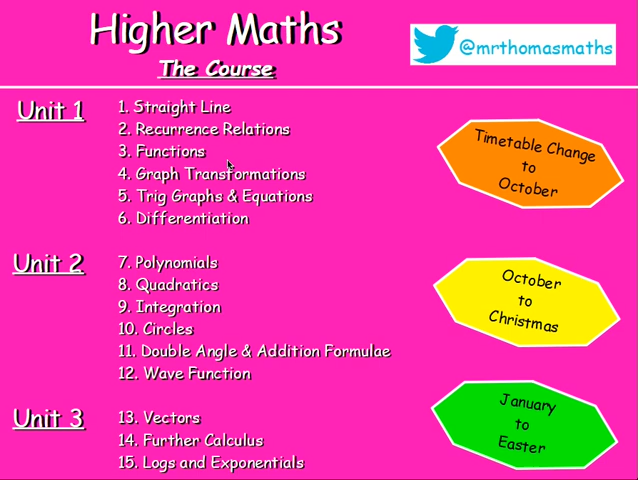 Higher Maths
The Course
@mrthomasmaths
Unit 1
1. Straight Line
2. Recurrence Relations
3. Functions
4. Graph Transformations
5. Trig Graphs & Equations
6. Differentiation
Timetable Change
to
October
Unit 2
7. Polynomials
8. Quadratics
9. Integration
10. Circles
11. Double Angle & Addition Formulae
12. Wave Function
October
to
Christmas
Unit 3
13. Vectors
14. Further Calculus
15. Logs and Exponentials
January
to
Easter